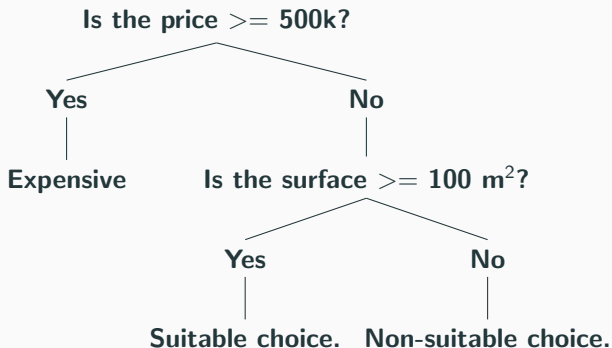 Is the price >= 500k?
Yes
No
Expensive
Is the surface >= 100 m²?
Yes
No
Suitable choice.
Non-suitable choice.